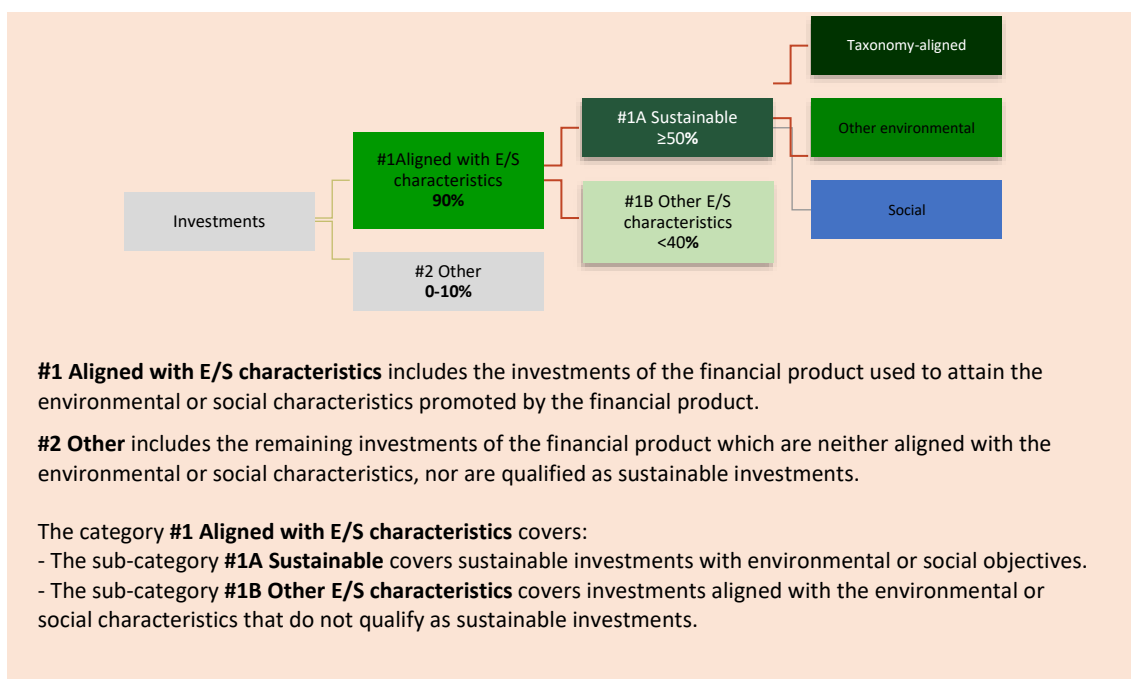 Taxonomy-aligned
#1A Sustainable
≥50%
Other environmental
#1Aligned with E/S
characteristics
90%
#1B Other E/S
characteristics
<40%
Social
Investments
#2 Other
0-10%
#1 Aligned with E/S characteristics includes the investments of the financial product used to attain the
environmental or social characteristics promoted by the financial product.
#2 Other includes the remaining investments of the financial product which are neither aligned with the
environmental or social characteristics, nor are qualified as sustainable investments.
The category #1 Aligned with E/S characteristics covers:
- The sub-category #1A Sustainable covers sustainable investments with environmental or social objectives.
- The sub-category #1B Other E/S characteristics covers investments aligned with the environmental or
social characteristics that do not qualify as sustainable investments.